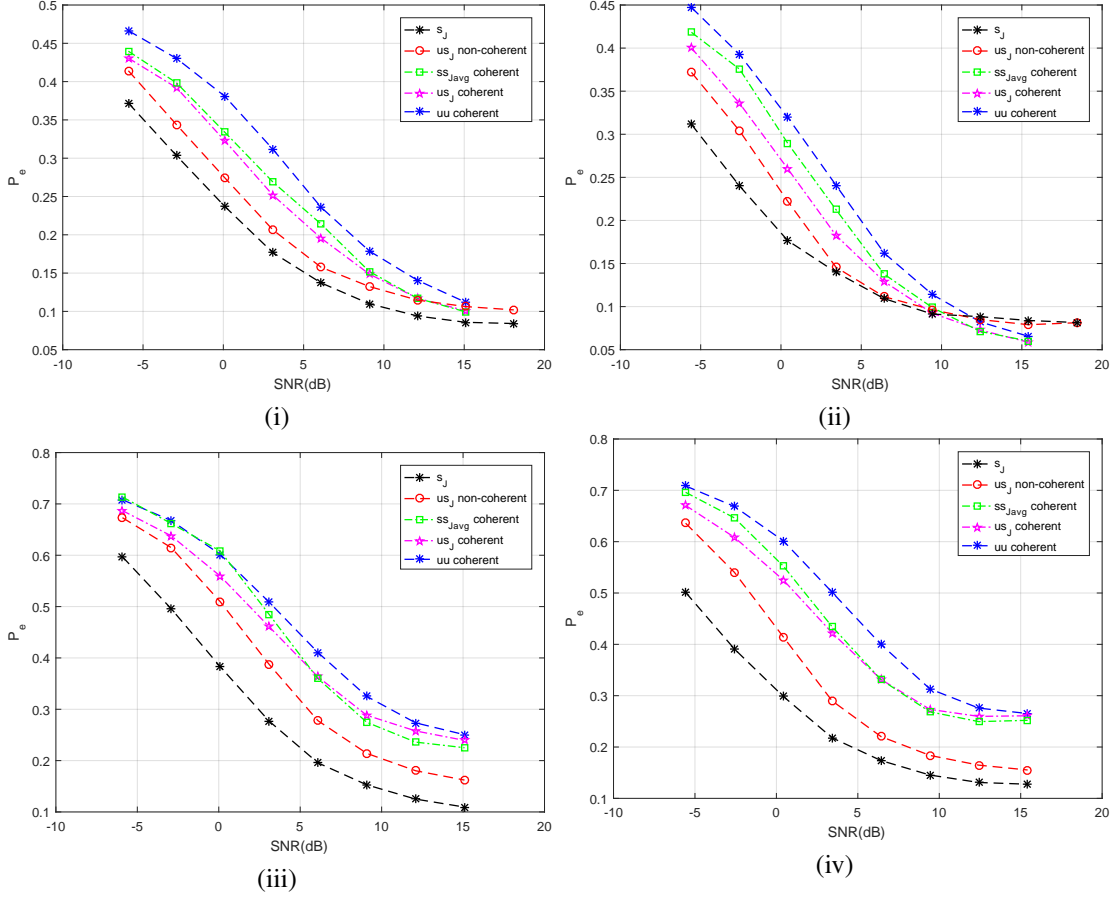 0.5
0.45
0.4
0.35
0.3
0.25
0.2
0.15
0.1
0.05
-10 -5 0 5 10 15 20
P_e
SNR(dB)
s_J
us_J non-coherent
ss_Javg coherent
us_J coherent
uu coherent
(i)
0.45
0.4
0.35
0.3
0.25
0.2
0.15
0.1
0.05
-10 -5 0 5 10 15 20
P_e
SNR(dB)
s_J
us_J non-coherent
ss_Javg coherent
us_J coherent
uu coherent
(ii)
0.8
0.7
0.6
0.5
0.4
0.3
0.2
0.1
-10 -5 0 5 10 15 20
P_e
SNR(dB)
s_J
us_J non-coherent
ss_Javg coherent
us_J coherent
uu coherent
(iii)
0.8
0.7
0.6
0.5
0.4
0.3
0.2
0.1
-10 -5 0 5 10 15 20
P_e
SNR(dB)
s_J
us_J non-coherent
ss_Javg coherent
us_J coherent
uu coherent
(iv)